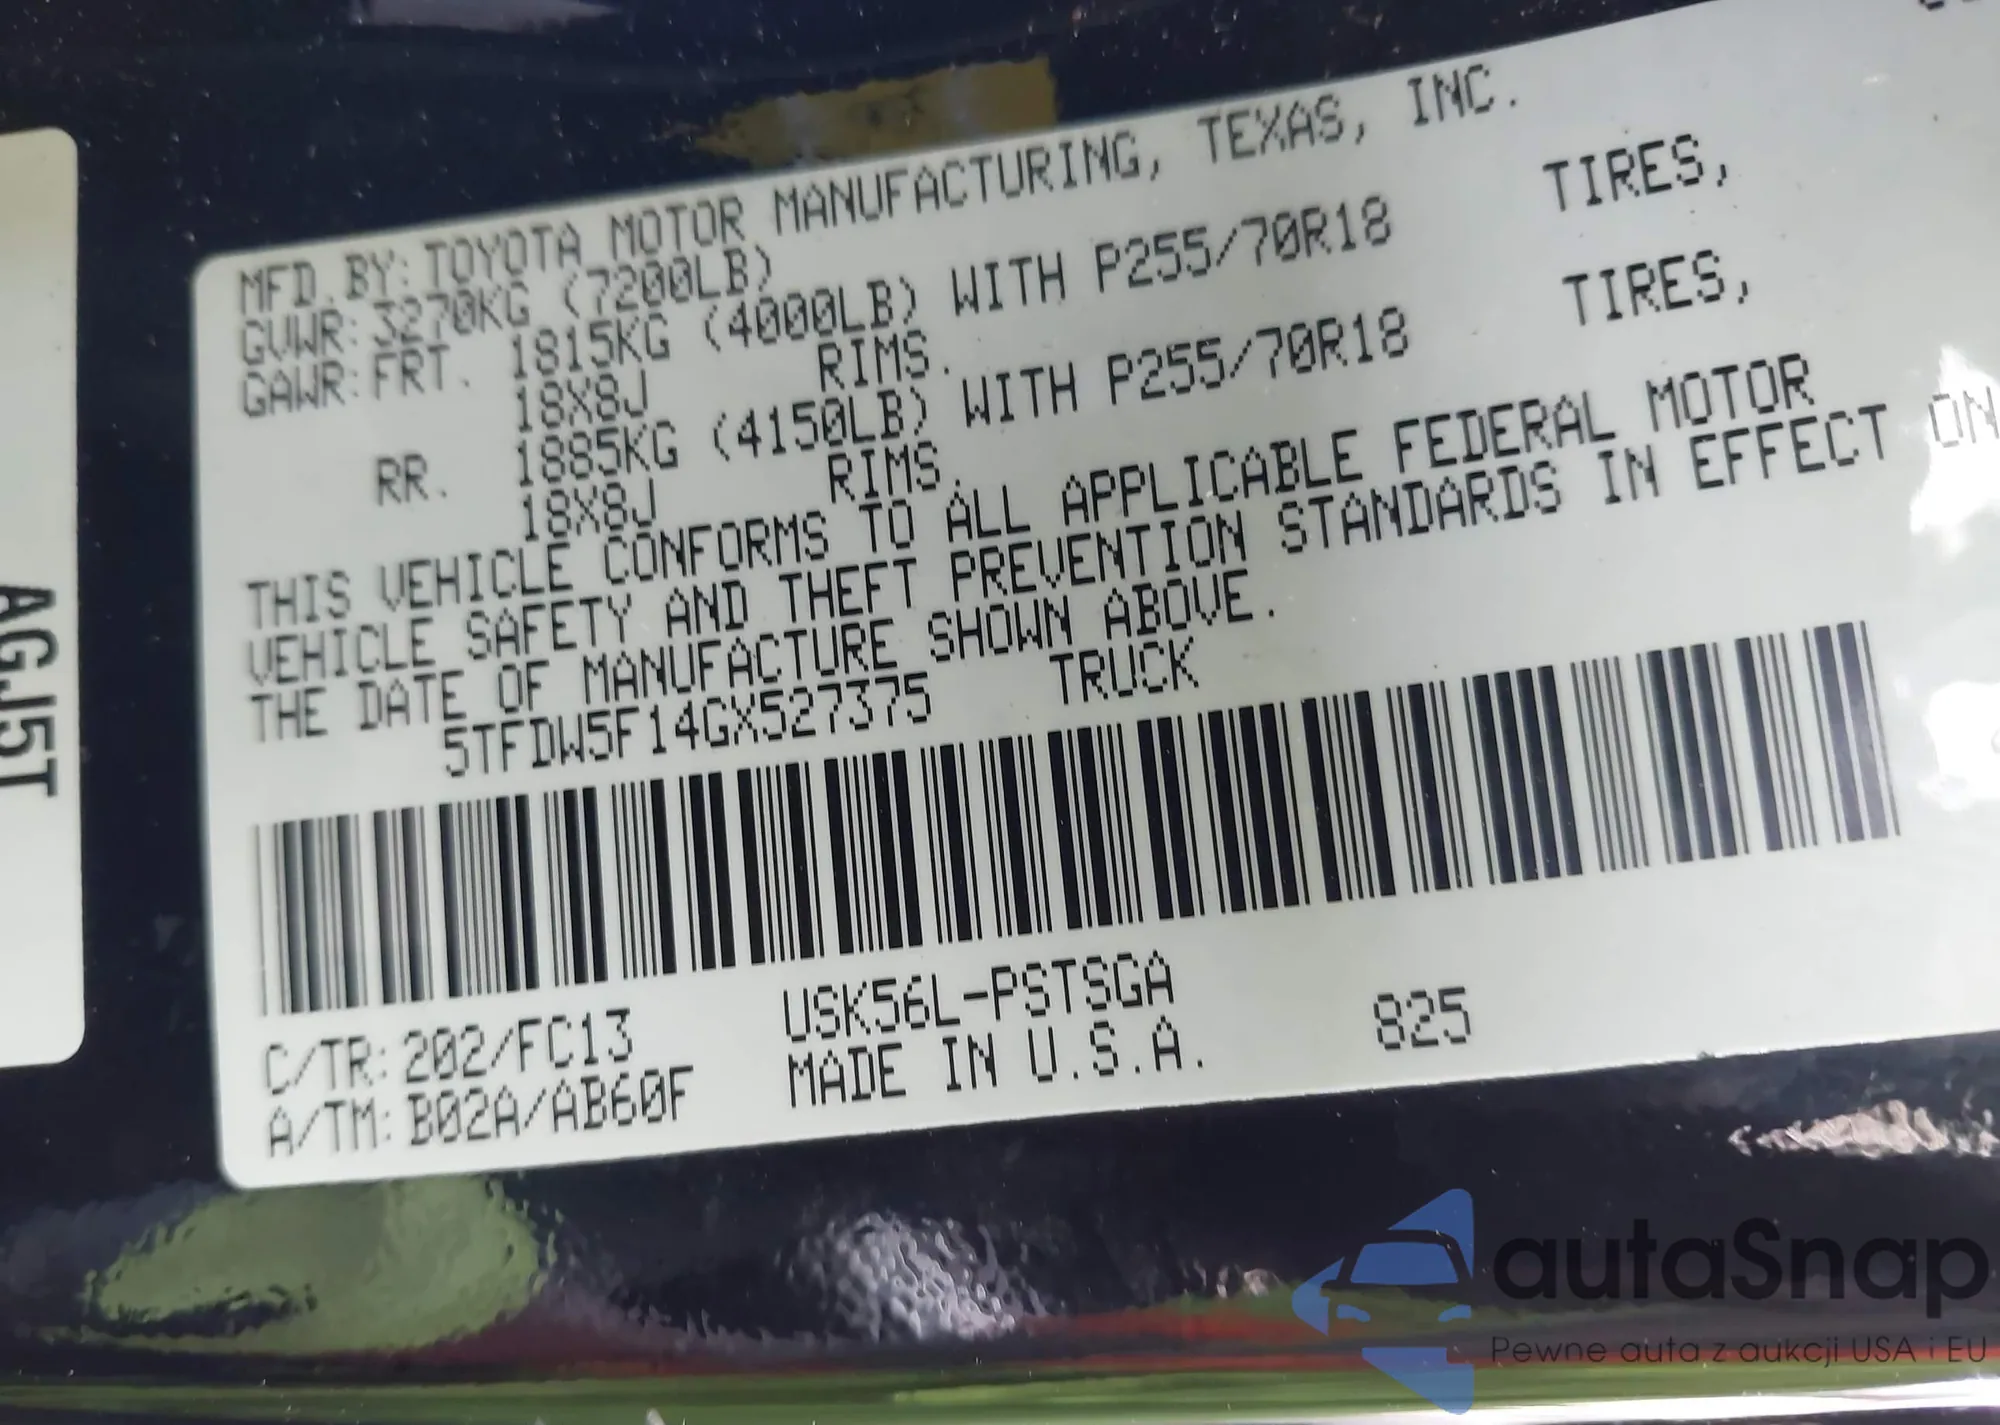 MFD. BY: TOYOTA MOTOR MANUFACTURING, TEXAS, INC.
GVWR: 3270KG (7200LB)
GAWR: FRT. 1815KG (4000LB) WITH P255/70R18 TIRES,
18X8J RIMS.
RR. 1885KG (4150LB) WITH P255/70R18 TIRES,
18X8J RIMS.
THIS VEHICLE CONFORMS TO ALL APPLICABLE FEDERAL MOTOR
VEHICLE SAFETY AND THEFT PREVENTION STANDARDS IN EFFECT ON
THE DATE OF MANUFACTURE SHOWN ABOVE.
5TFDW5F14GX527375 TRUCK
C/TR: 202/FC13 USK56L-PSTSGA 825
A/TM: B02A/AB60F MADE IN U.S.A.
AGJ5T
autaSnap
Pewne auta z aukcji USA i EU